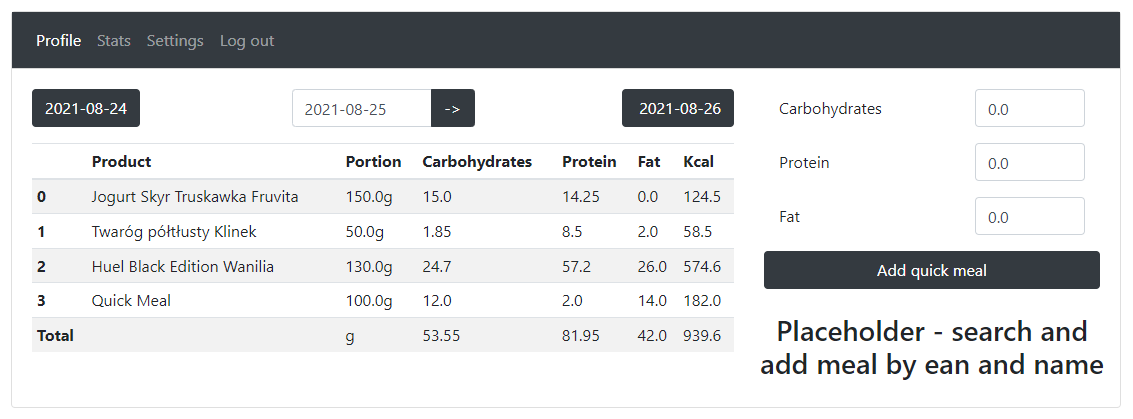 Profile Stats Settings Log out
2021-08-24 2021-08-25 -> 2021-08-26
Product Portion Carbohydrates Protein Fat Kcal
0 Jogurt Skyr Truskawka Fruvita 150.0g 15.0 14.25 0.0 124.5
1 Twaróg półtłusty Klinek 50.0g 1.85 8.5 2.0 58.5
2 Huel Black Edition Wanilia 130.0g 24.7 57.2 26.0 574.6
3 Quick Meal 100.0g 12.0 2.0 14.0 182.0
Total g 53.55 81.95 42.0 939.6
Carbohydrates 0.0
Protein 0.0
Fat 0.0
Add quick meal
Placeholder - search and
add meal by ean and name